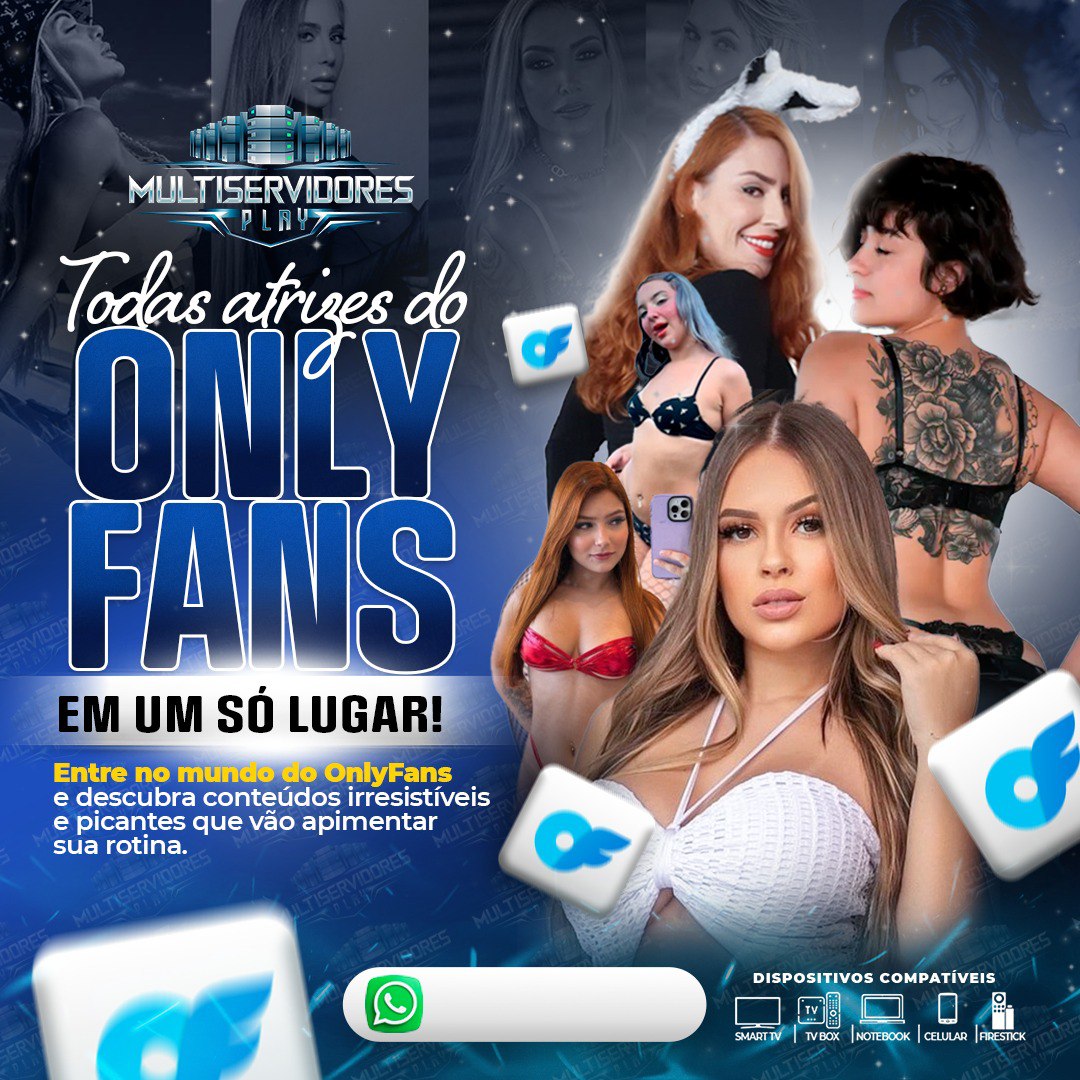 MULTISERVIDORES
PLAY
Todas atrizes do
ONLY
FANS
EM UM SÓ LUGAR!
Entre no mundo do OnlyFans
e descubra conteúdos irresistíveis
e picantes que vão apimentar
sua rotina.
DISPOSITIVOS COMPATÍVEIS
TV
SMART TV | TV BOX | NOTEBOOK | CELULAR | FIRESTICK